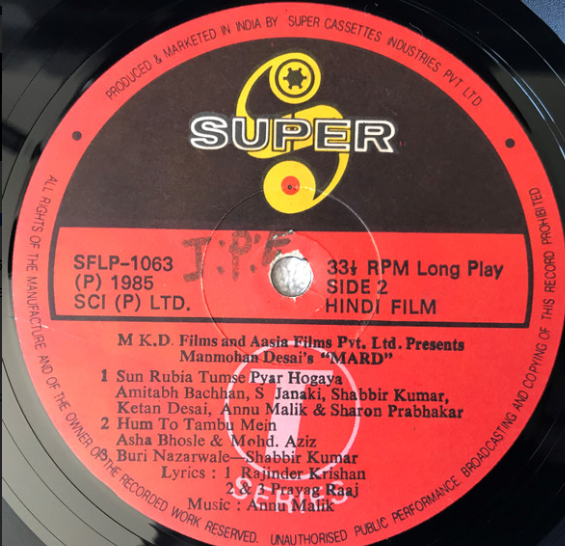 PRODUCED & MARKETED IN INDIA BY SUPER CASSETTES INDUSTRIES PVT LTD
SUPER
J.P.F
SFLP-1063
(P) 1985
SCI (P) LTD.
33⅓ RPM Long Play
SIDE 2
HINDI FILM
M K.D. Films and Aasia Films Pvt. Ltd. Presents
Manmohan Desai's "MARD"
1 Sun Rubia Tumse Pyar Hogaya
Amitabh Bachhan, S Janaki, Shabbir Kumar,
Ketan Desai, Annu Malik & Sharon Prabhakar
2 Hum To Tambu Mein
Asha Bhosle & Mohd. Aziz
3 Buri Nazarwale—Shabbir Kumar
Lyrics : 1 Rajinder Krishan
2 & 3 Prayag Raaj
Music : Annu Malik
T
SERIES
ALL RIGHTS OF THE MANUFACTURE AND OF THE OWNER OF THE RECORDED WORK RESERVED. UNAUTHORISED PUBLIC PERFORMANCE BROADCASTING AND COPYING OF THIS RECORD PROHIBITED